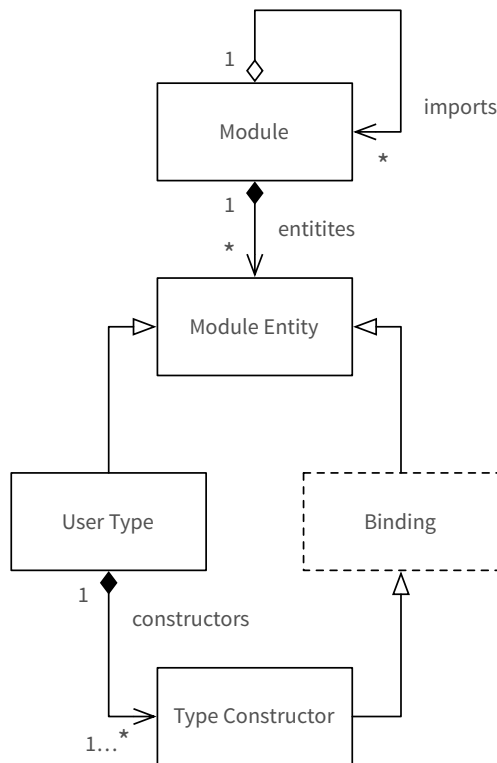 1
imports
Module
*
1
entitites
*
Module Entity
User Type
Binding
1
constructors
Type Constructor
1...*